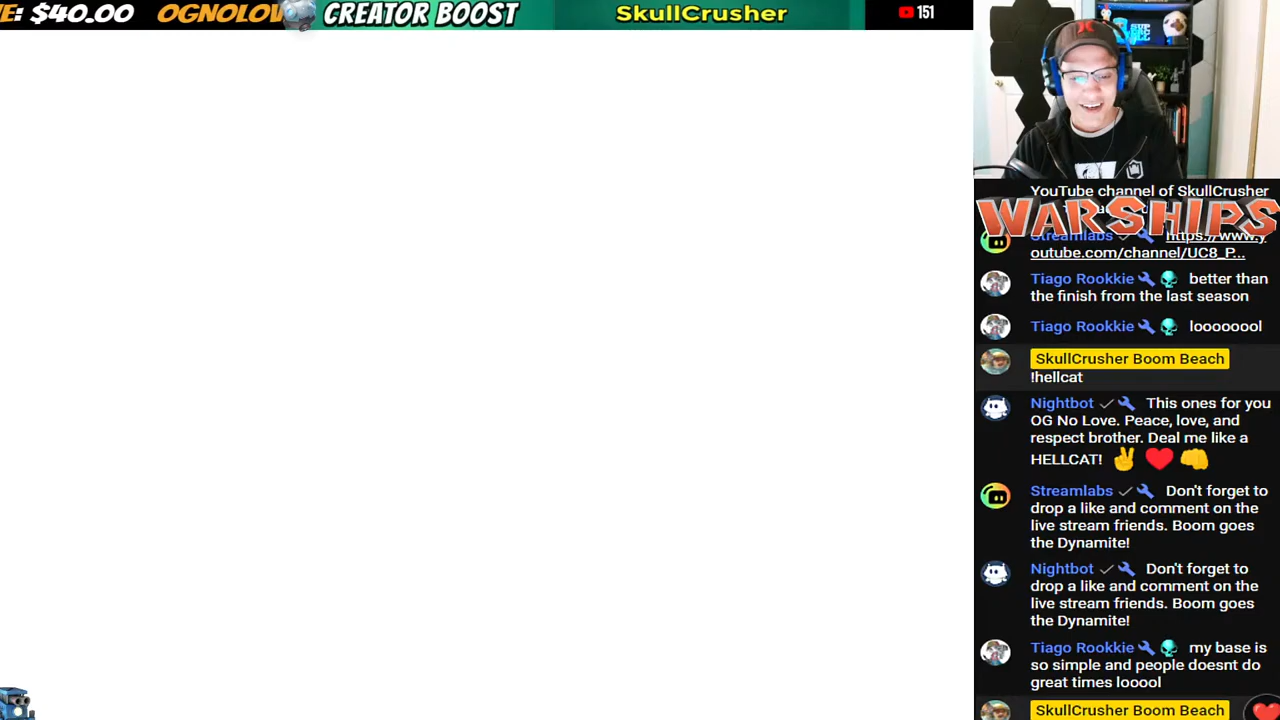 E: $40.00 OGNOLOV CREATOR BOOST SkullCrusher 151
YouTube channel of SkullCrusher
WARSHIPS
Streamlabs https://www.y
outube.com/channel/UC8_P...
Tiago Rookkie better than
the finish from the last season
Tiago Rookkie loooooool
SkullCrusher Boom Beach
!hellcat
Nightbot This ones for you
OG No Love. Peace, love, and
respect brother. Deal me like a
HELLCAT!
Streamlabs Don't forget to
drop a like and comment on the
live stream friends. Boom goes
the Dynamite!
Nightbot Don't forget to
drop a like and comment on the
live stream friends. Boom goes
the Dynamite!
Tiago Rookkie my base is
so simple and people doesnt do
great times looool
SkullCrusher Boom Beach